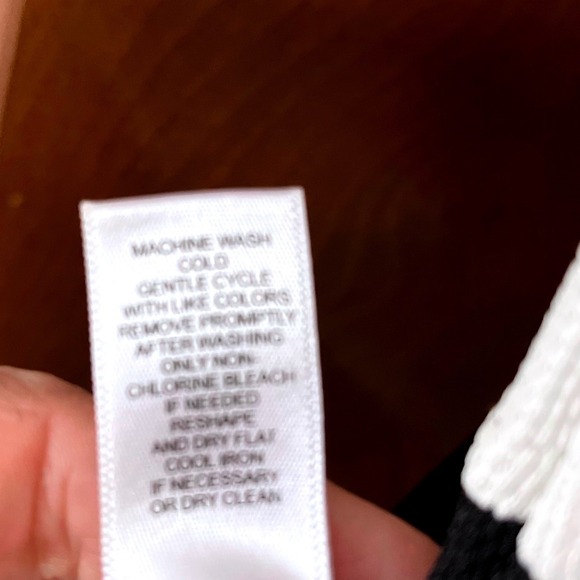 MACHINE WASH
COLD
GENTLE CYCLE
WITH LIKE COLORS
REMOVE PROMPTLY
AFTER WASHING
ONLY NON-
CHLORINE BLEACH
IF NEEDED
RESHAPE
AND DRY FLAT
COOL IRON
IF NECESSARY
OR DRY CLEAN